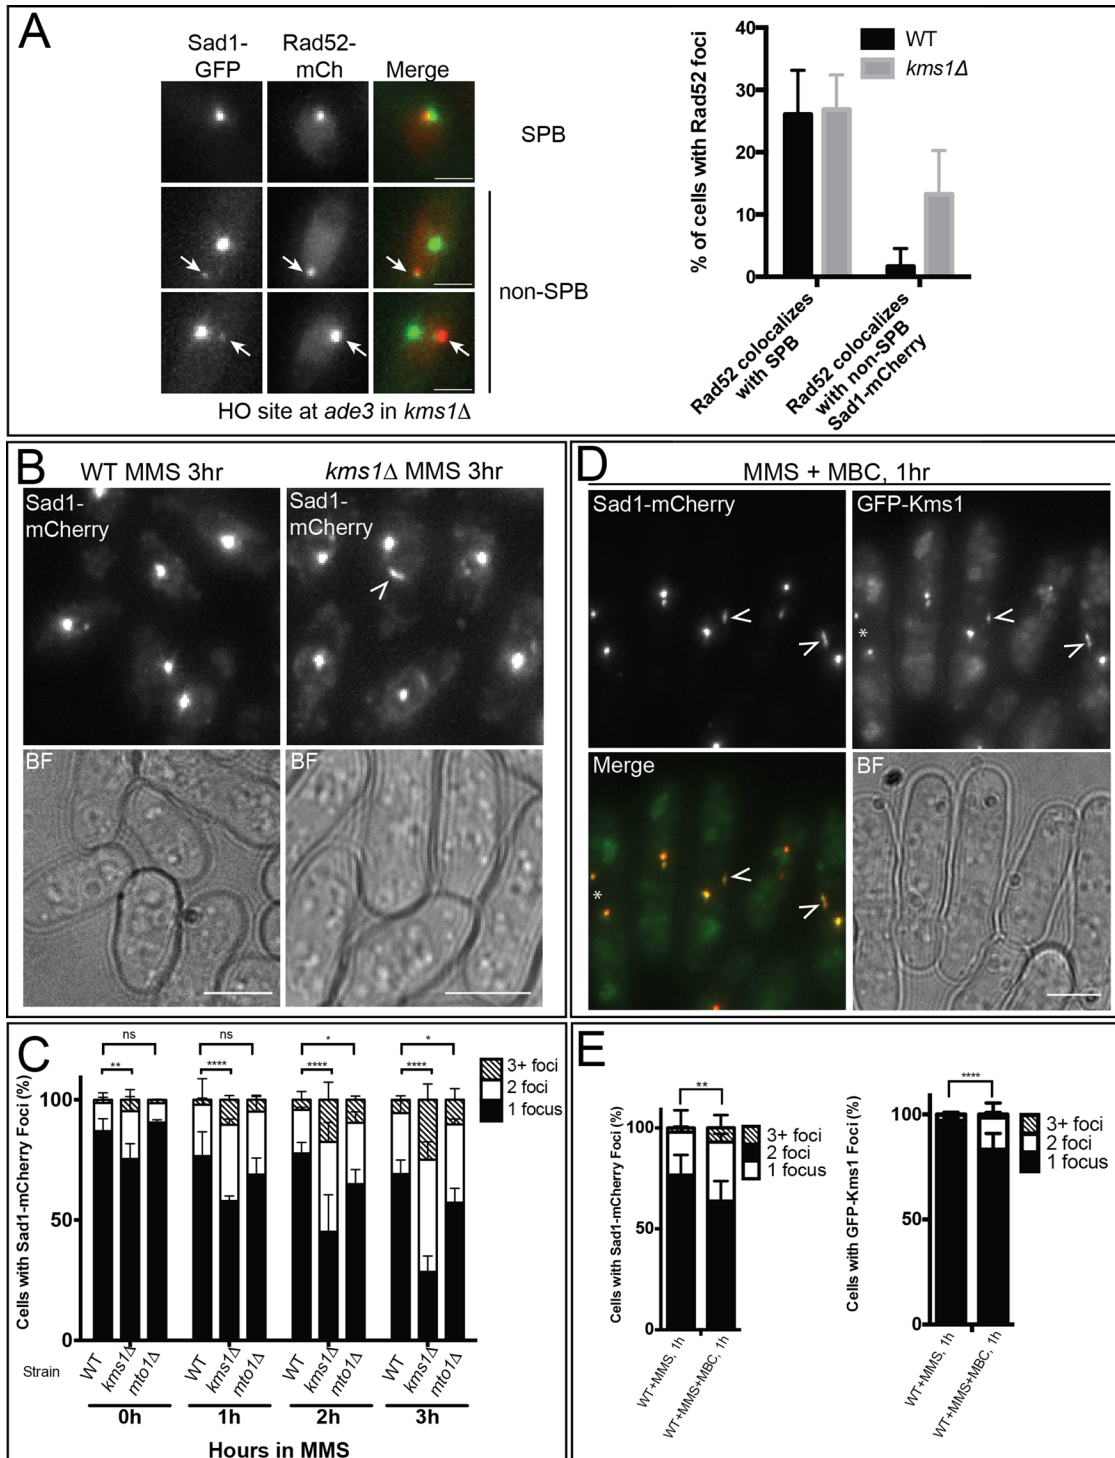 A
Sad1-
GFP
Rad52-
mCh
Merge
SPB
non-SPB
HO site at ade3 in kms1Δ
% of cells with Rad52 foci
40
30
20
10
0
WT
kms1Δ
Rad52 colocalizes
with SPB
Rad52 colocalizes
with non-SPB
Sad1-mCherry
B
WT MMS 3hr
kms1Δ MMS 3hr
Sad1-
mCherry
Sad1-
mCherry
BF
BF
D
MMS + MBC, 1hr
Sad1-mCherry
GFP-Kms1
*
Merge
*
BF
C
Cells with Sad1-mCherry Foci (%)
100
50
0
ns
**
ns
****
*
****
*
****
3+ foci
2 foci
1 focus
Strain
WT
kms1Δ
mto1Δ
WT
kms1Δ
mto1Δ
WT
kms1Δ
mto1Δ
WT
kms1Δ
mto1Δ
0h
1h
2h
3h
Hours in MMS
E
Cells with Sad1-mCherry Foci (%)
100
50
0
**
3+ foci
2 foci
1 focus
WT+MMS, 1h
WT+MMS+MBC, 1h
Cells with GFP-Kms1 Foci (%)
100
50
0
****
3+ foci
2 foci
1 focus
WT+MMS, 1h
WT+MMS+MBC, 1h